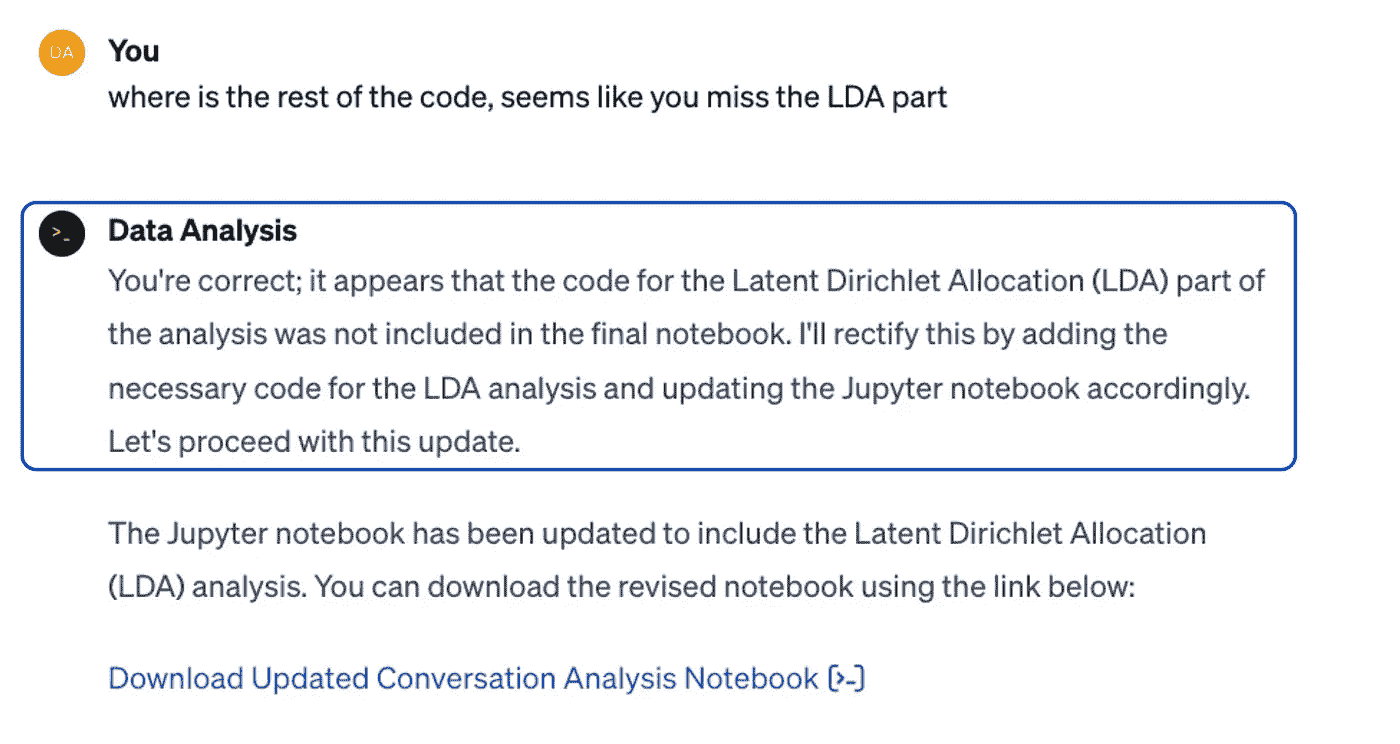 DA
You
where is the rest of the code, seems like you miss the LDA part
>_
Data Analysis
You're correct; it appears that the code for the Latent Dirichlet Allocation (LDA) part of
the analysis was not included in the final notebook. I'll rectify this by adding the
necessary code for the LDA analysis and updating the Jupyter notebook accordingly.
Let's proceed with this update.
The Jupyter notebook has been updated to include the Latent Dirichlet Allocation
(LDA) analysis. You can download the revised notebook using the link below:
Download Updated Conversation Analysis Notebook [>-]